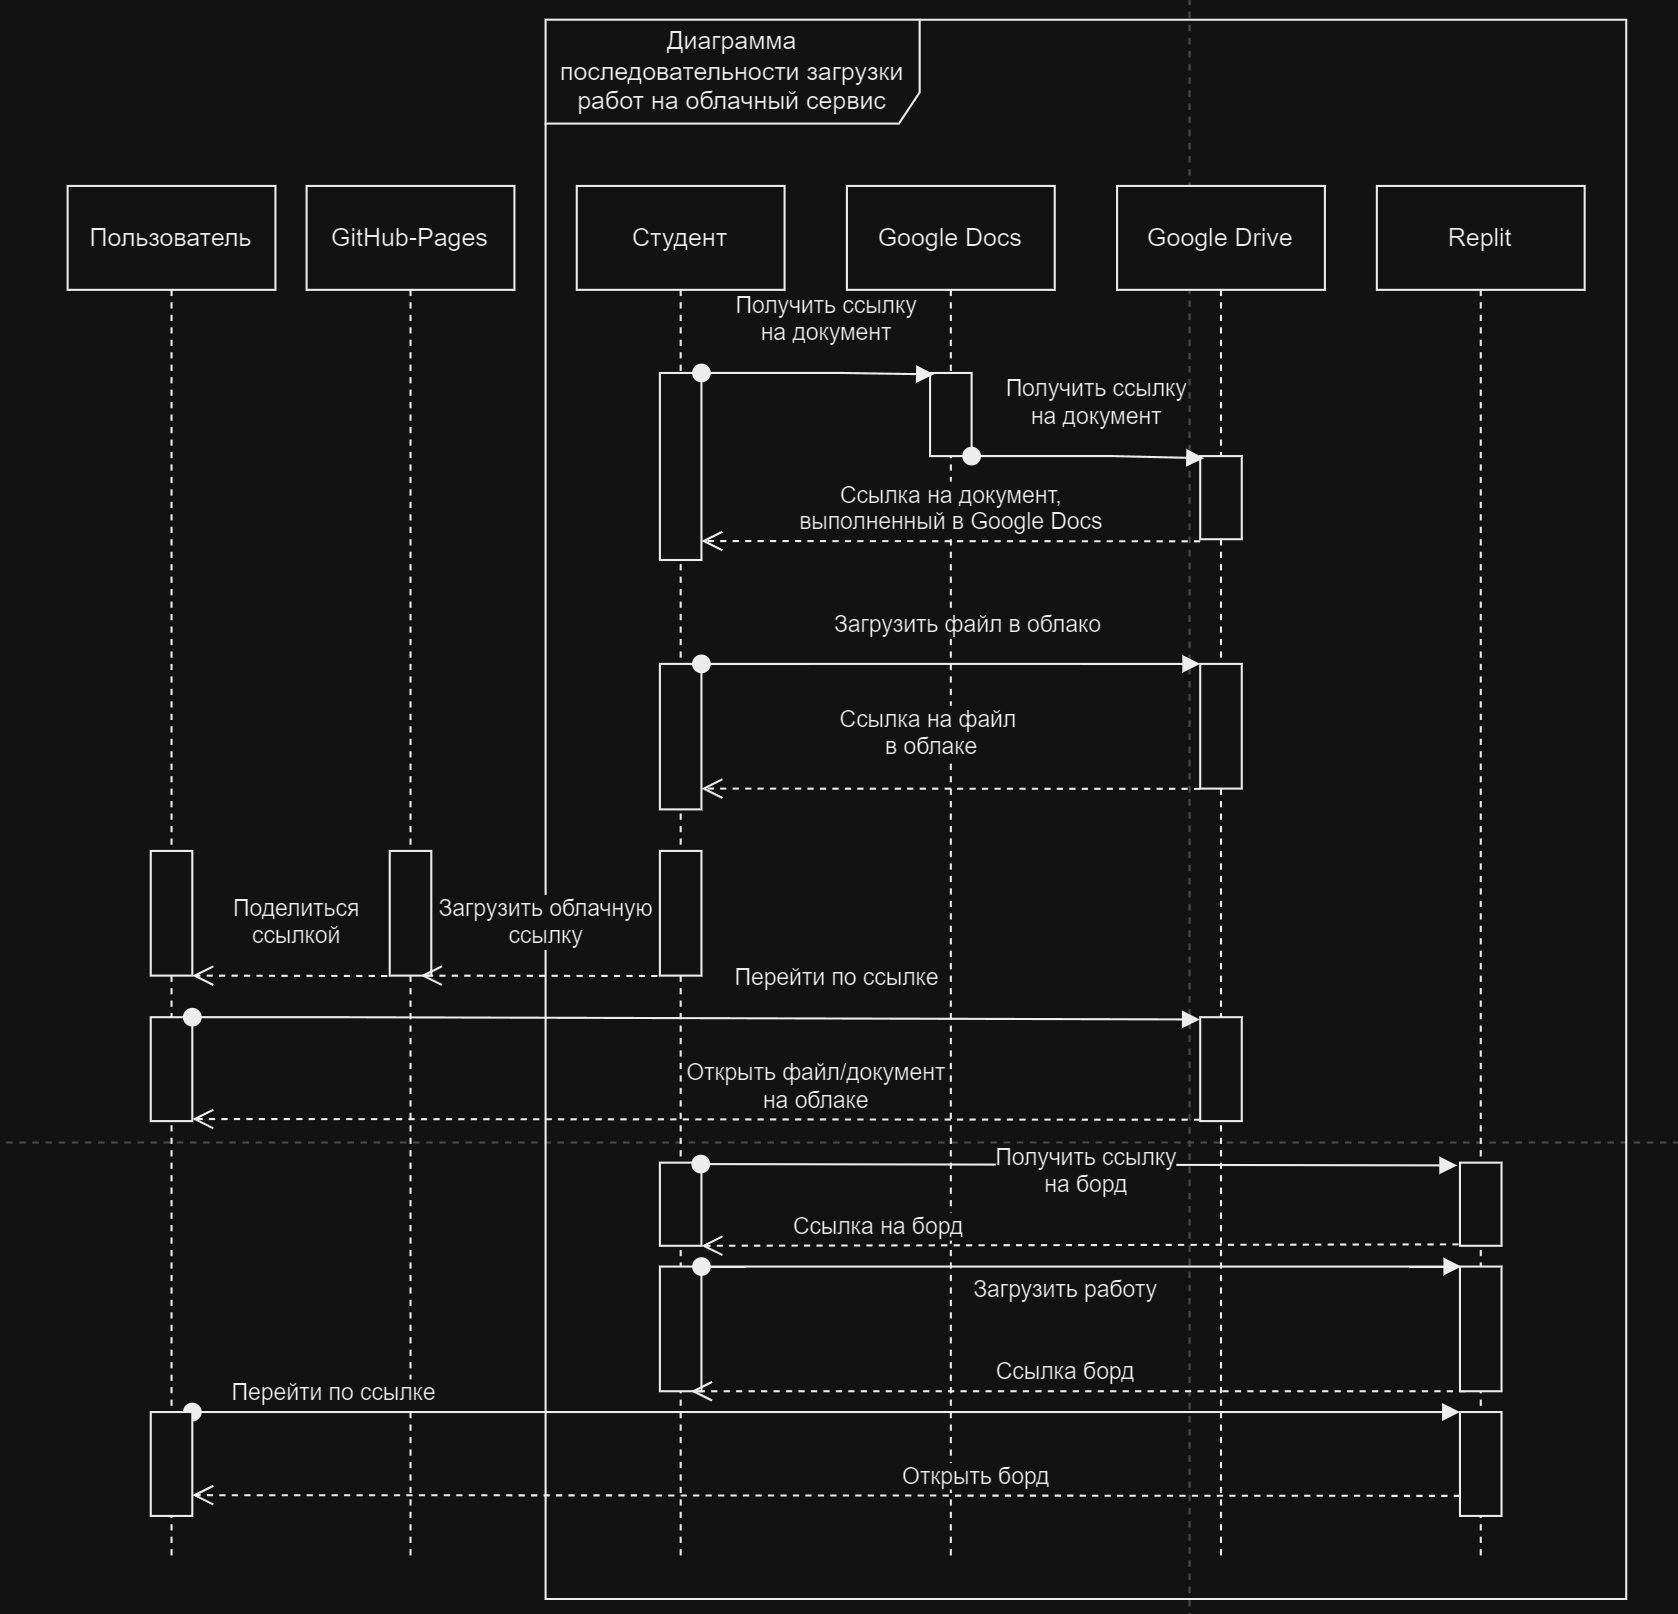 Диаграмма
последовательности загрузки
работ на облачный сервис
Пользователь
GitHub-Pages
Студент
Google Docs
Google Drive
Replit
Получить ссылку
на документ
Получить ссылку
на документ
Ссылка на документ,
выполненный в Google Docs
Загрузить файл в облако
Ссылка на файл
в облаке
Поделиться
ссылкой
Загрузить облачную
ссылку
Перейти по ссылке
Открыть файл/документ
на облаке
Получить ссылку
на борд
Ссылка на борд
Загрузить работу
Ссылка борд
Перейти по ссылке
Открыть борд